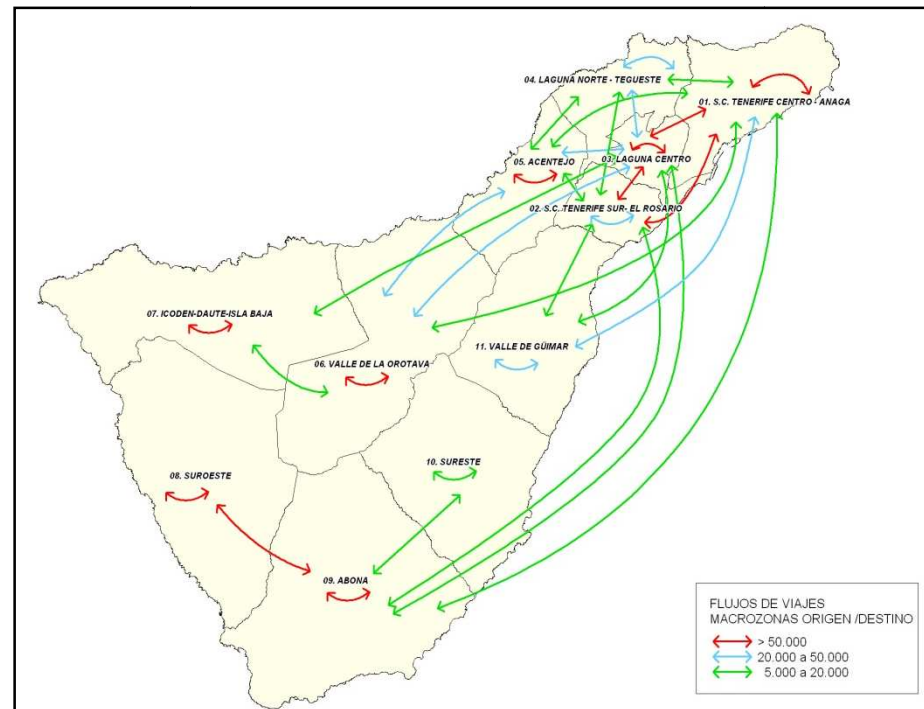 04. LAGUNA NORTE - TEGUESTE
01. S.C. TENERIFE CENTRO - ANAGA
05. ACENTEJO
03. LAGUNA CENTRO
02. S.C. TENERIFE SUR- EL ROSARIO
07. ICODEN-DAUTE-ISLA BAJA
11. VALLE DE GÜIMAR
06. VALLE DE LA OROTAVA
10. SURESTE
08. SUROESTE
09. ABONA
FLUJOS DE VIAJES
MACROZONAS ORIGEN /DESTINO
> 50.000
20.000 a 50.000
5.000 a 20.000